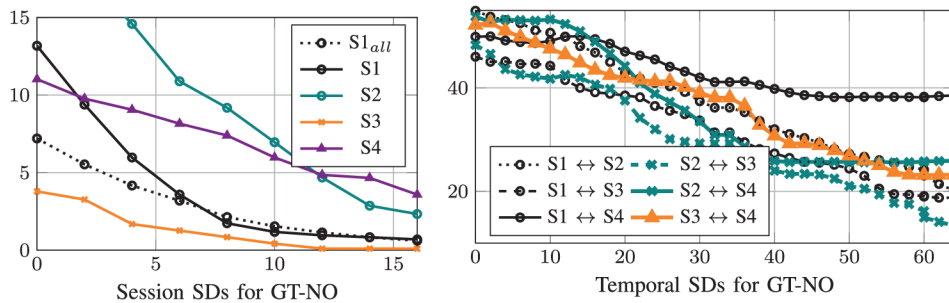 15
10
5
0
0
5
10
15
S1all
S1
S2
S3
S4
Session SDs for GT-NO
40
20
0
10
20
30
40
50
60
S1 ↔ S2
S2 ↔ S3
S1 ↔ S3
S2 ↔ S4
S1 ↔ S4
S3 ↔ S4
Temporal SDs for GT-NO